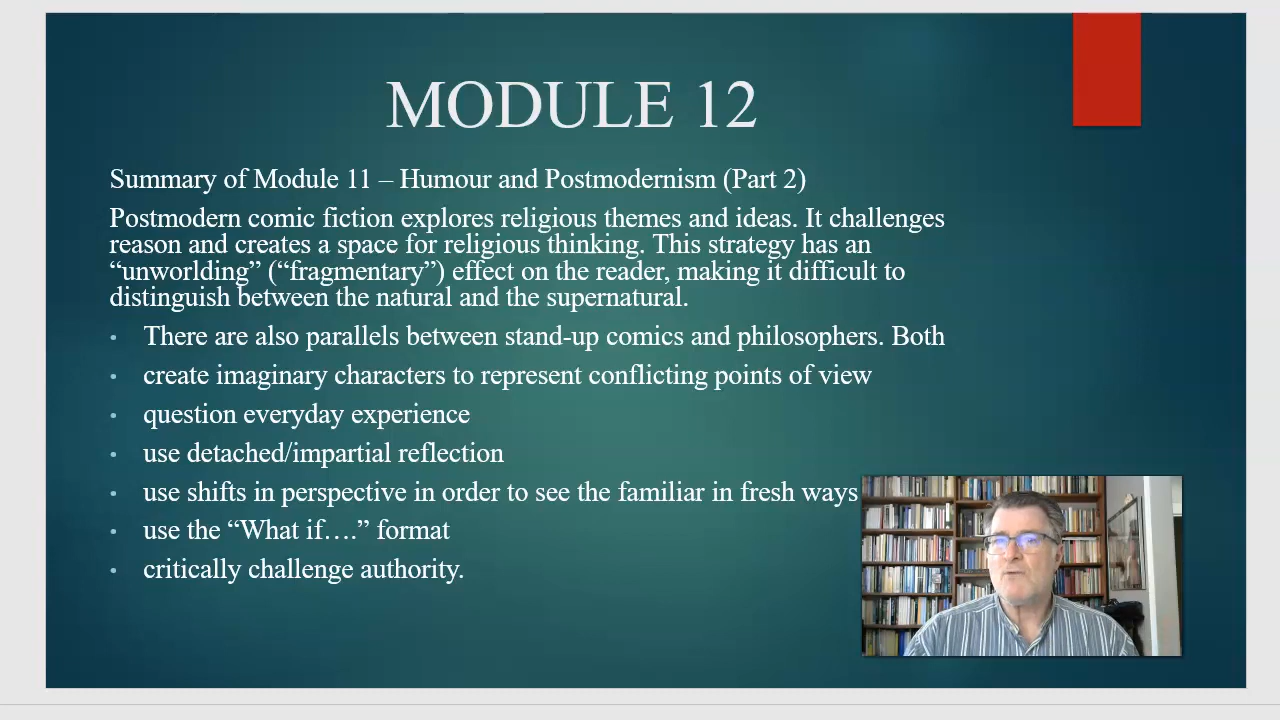 MODULE 12
Summary of Module 11 – Humour and Postmodernism (Part 2)
Postmodern comic fiction explores religious themes and ideas. It challenges
reason and creates a space for religious thinking. This strategy has an
“unworlding” (“fragmentary”) effect on the reader, making it difficult to
distinguish between the natural and the supernatural.
• There are also parallels between stand-up comics and philosophers. Both
• create imaginary characters to represent conflicting points of view
• question everyday experience
• use detached/impartial reflection
• use shifts in perspective in order to see the familiar in fresh ways
• use the “What if….” format
• critically challenge authority.